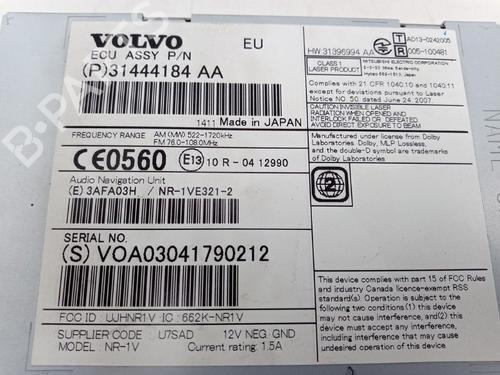 VOLVO
EU
ECU ASSY P/N
(P)31444184 AA
1411 Made in JAPAN
FREQUENCY RANGE AM(MW) 522-1720kHz
FM 76.0-108.0MHz
CE0560 E13 10 R-04 12990
Audio Navigation Unit
(E) 3AFA03H / NR-1VE321-2
SERIAL NO.
(S) VOA03041790212
FCC ID : UJHNR1V IC : 662K-NR1V
SUPPLIER CODE : U7SAD 12V NEG. GND
MODEL : NR-1V Current rating : 1.5A
T AD13-0242005
HW 31396994 AA R 005-100481
CLASS 1
LASER PRODUCT
MITSUBISHI ELECTRIC CORPORATION
Complies with 21 CFR 1040.10 and 1040.11
except for deviations pursuant to Laser
Notice NO. 50 dated June 24, 2007.
CAUTION
LASER RADIATION
WHEN OPEN AND
INTERLOCK FAILED OR DEFEATED
AVOID DIRECT EXPOSURE TO BEAM
Manufactured under license from Dolby
Laboratories. Dolby, MLP Lossless,
and the double-D symbol are trademarks
of Dolby Laboratories.
2
This device complies with part 15 of FCC Rules
and Industry Canada licence-exempt RSS
standard(s). Operation is subject to the
following two conditions: (1) this device may
not cause harmful interference, and (2) this
device must accept any interference,
including interference that may cause
undesired operation of the device.